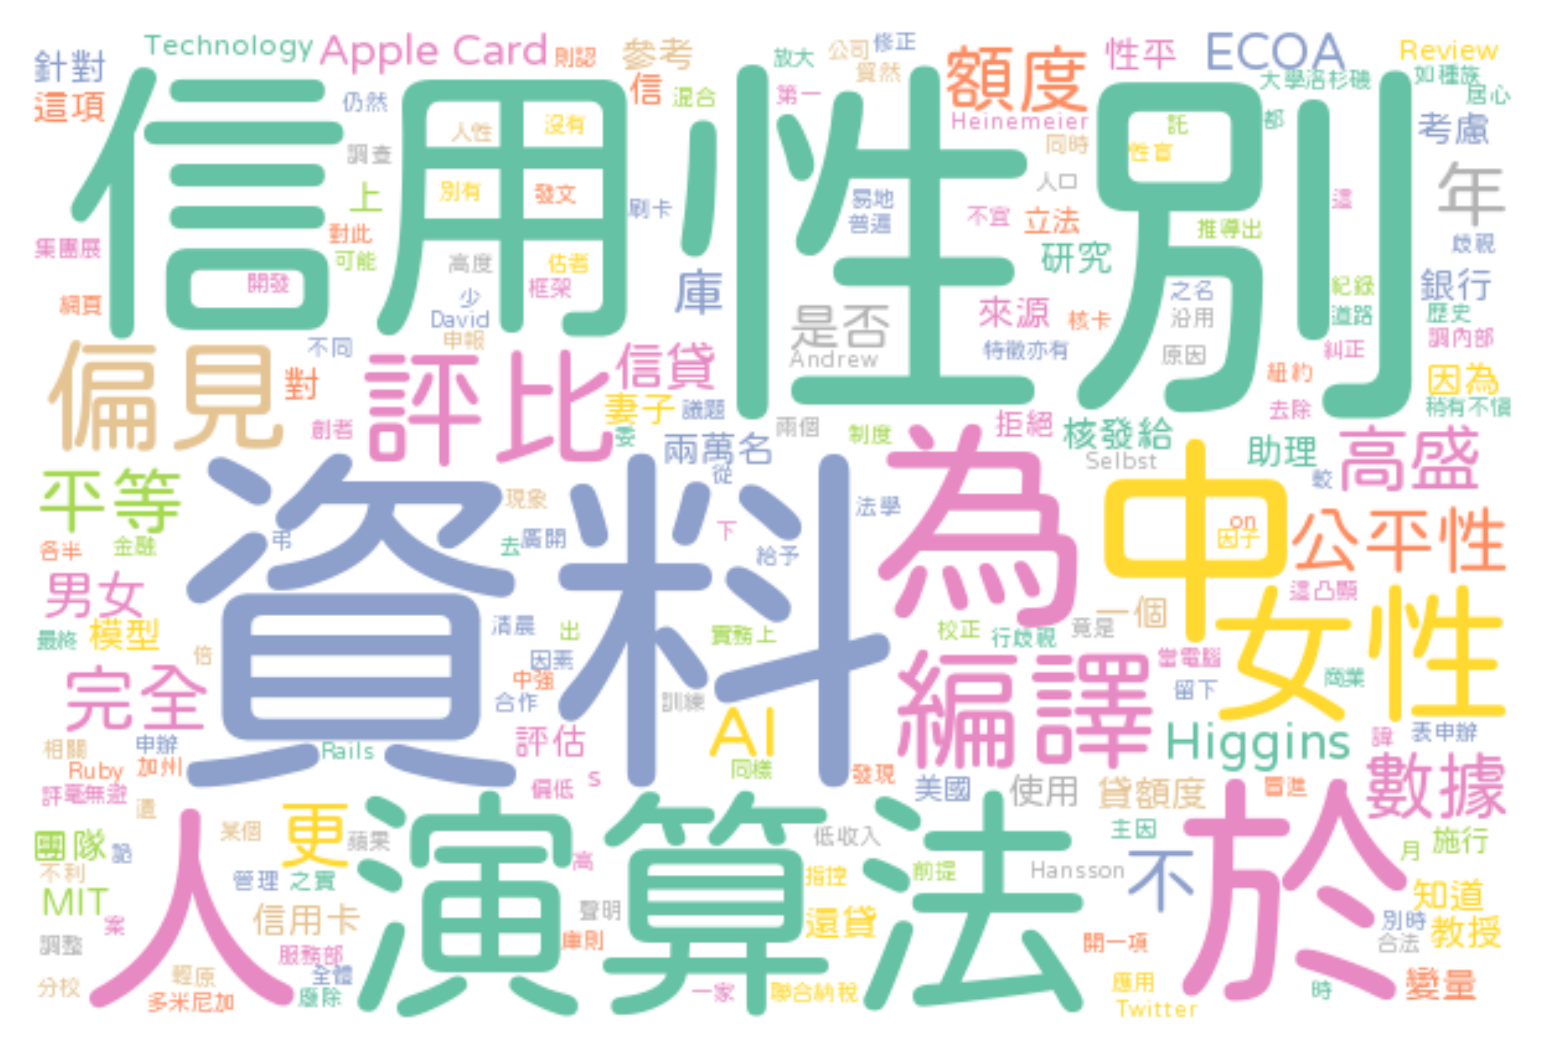 Technology
Apple Card
則認
參考
放大
公司
修正
貿然
額度
性平
ECOA
Review
針對
這項
仍然
信
混合
第一
Heinemeier
大學洛杉磯
如種族
居心
考慮
信用
性別
人性
沒有
調查
別有
發文
上
刷卡
易地
普遍
同時
人口
都
託
性盲
不宜
立法
研究
推導出
這
年
歧視
集團展
對此
可能
開發
高度
估者
框架
少
David
申報
庫
是否
Andrew
來源
核卡
特徵亦有
之名
沿用
原因
紀錄
道路
糾正
銀行
歷史
調內部
網頁
偏見
不同
對
創者
評比
信貸
妻子
議題
委
兩萬名
從
兩個
制度
拒絕
核發給
Selbst
紐約
去除
助理
因為
稍有不慎
高盛
較
平等
各半
金融
資料
現象
弔
去
廣開
下
給予
法學
為
中
on
因子
公平性
這凸顯
男女
最終
模型
倍
清晨
出
因素
中強
合作
實務上
訓練
校正
行歧視
竟是
一個
女性
完全
編譯
當電腦
留下
商業
相關
申辦
Ruby
加州
Rails
評估
AI
同樣
偏低
s
發現
美國
使用
貸額度
Higgins
諱
表申辦
冒進
數據
評毫無避
遺
某個
更
蘋果
團隊
詭
不利
MIT
案
管理
之實
信用卡
人
演算法
高
低收入
指控
前提
主因
Hansson
不
於
月
施行
知道
聲明
庫則
還貸
別時
教授
合法
調整
服務部
全體
分校
輕原
多米尼加
應除
一家
聯合納稅
開一項
應用
Twitter
時
變量